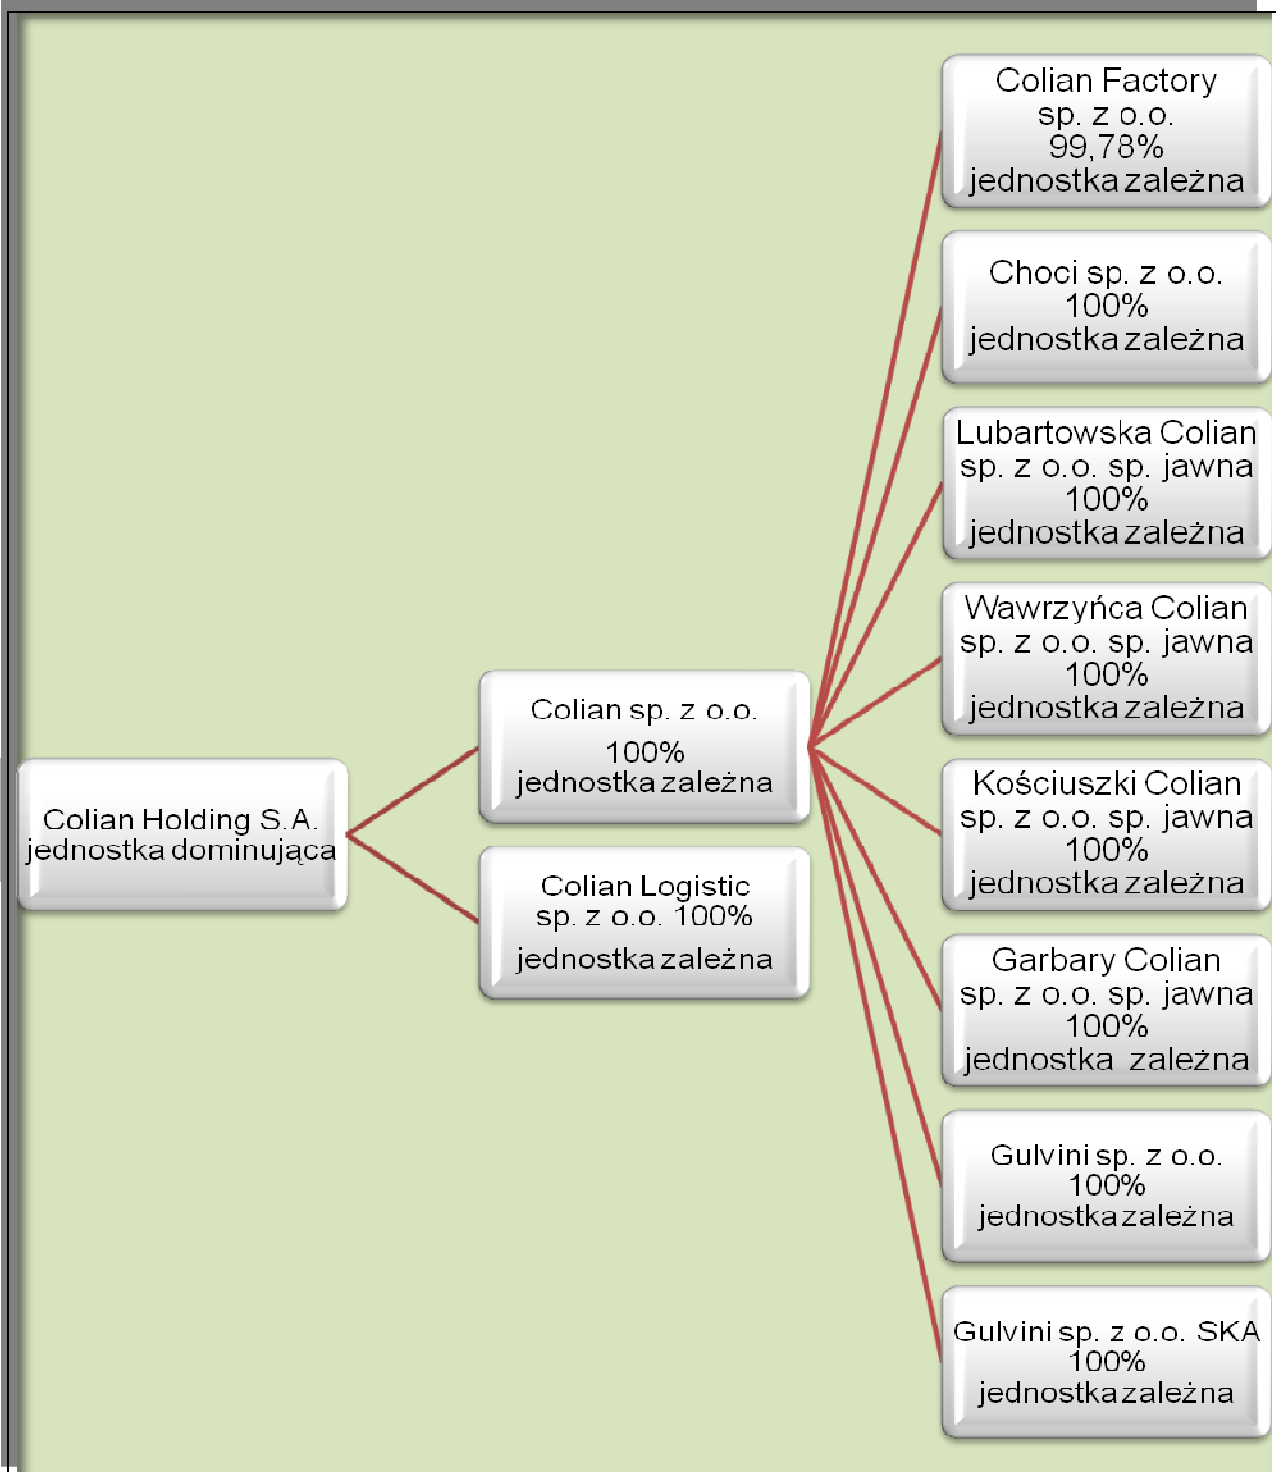 Colian Holding S.A.
jednostka dominująca
Colian sp. z o.o.
100%
jednostka zależna
Colian Logistic
sp. z o.o. 100%
jednostka zależna
Colian Factory
sp. z o.o.
99,78%
jednostka zależna
Choci sp. z o.o.
100%
jednostka zależna
Lubartowska Colian
sp. z o.o. sp. jawna
100%
jednostka zależna
Wawrzyńca Colian
sp. z o.o. sp. jawna
100%
jednostka zależna
Kościuszki Colian
sp. z o.o. sp. jawna
100%
jednostka zależna
Garbary Colian
sp. z o.o. sp. jawna
100%
jednostka zależna
Gulvini sp. z o.o.
100%
jednostka zależna
Gulvini sp. z o.o. SKA
100%
jednostka zależna